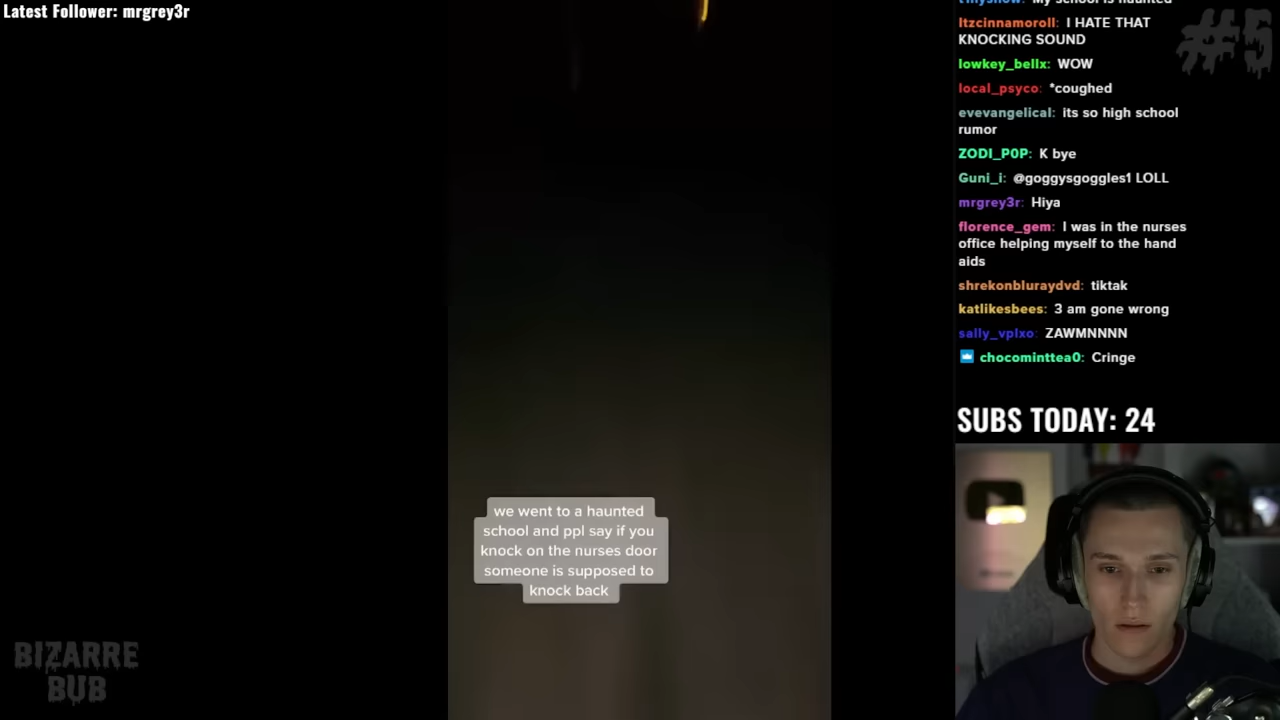 Latest Follower: mrgrey3r
Itzcinnamoroll: I HATE THAT
KNOCKING SOUND
lowkey_bellx: WOW
local_psyco: *coughed
evevangelical: its so high school
rumor
ZODI_P0P: K bye
Guni_i: @goggysgoggles1 LOLL
mrgrey3r: Hiya
florence_gem: I was in the nurses
office helping myself to the hand
aids
shrekonbluraydvd: tiktak
katlikesbees: 3 am gone wrong
sally_vplxo: ZAWMNNNN
chocominttea0: Cringe
#5
SUBS TODAY: 24
we went to a haunted
school and ppl say if you
knock on the nurses door
someone is supposed to
knock back
BIZARRE
BUB